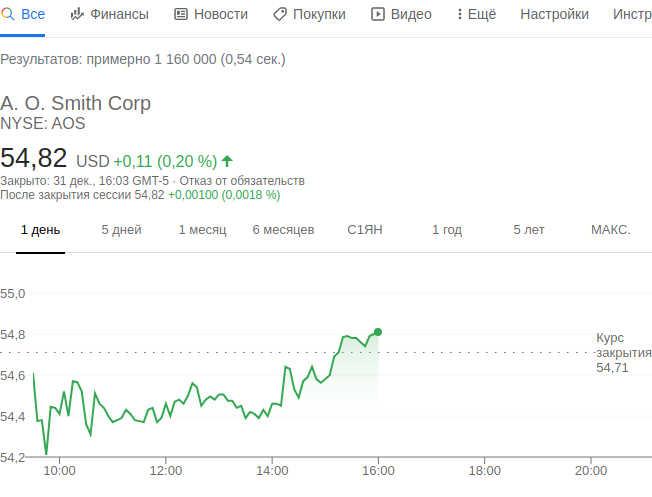 Все Финансы Новости Покупки Видео Ещё Настройки Инстр
Результатов: примерно 1 160 000 (0,54 сек.)
A. O. Smith Corp
NYSE: AOS
54,82 USD +0,11 (0,20 %)
Закрыто: 31 дек., 16:03 GMT-5 · Отказ от обязательств
После закрытия сессии 54,82 +0,00100 (0,0018 %)
1 день 5 дней 1 месяц 6 месяцев С1ЯН 1 год 5 лет МАКС.
55,0
54,8
Курс
закрытия
54,71
54,6
54,4
54,2
10:00 12:00 14:00 16:00 18:00 20:00